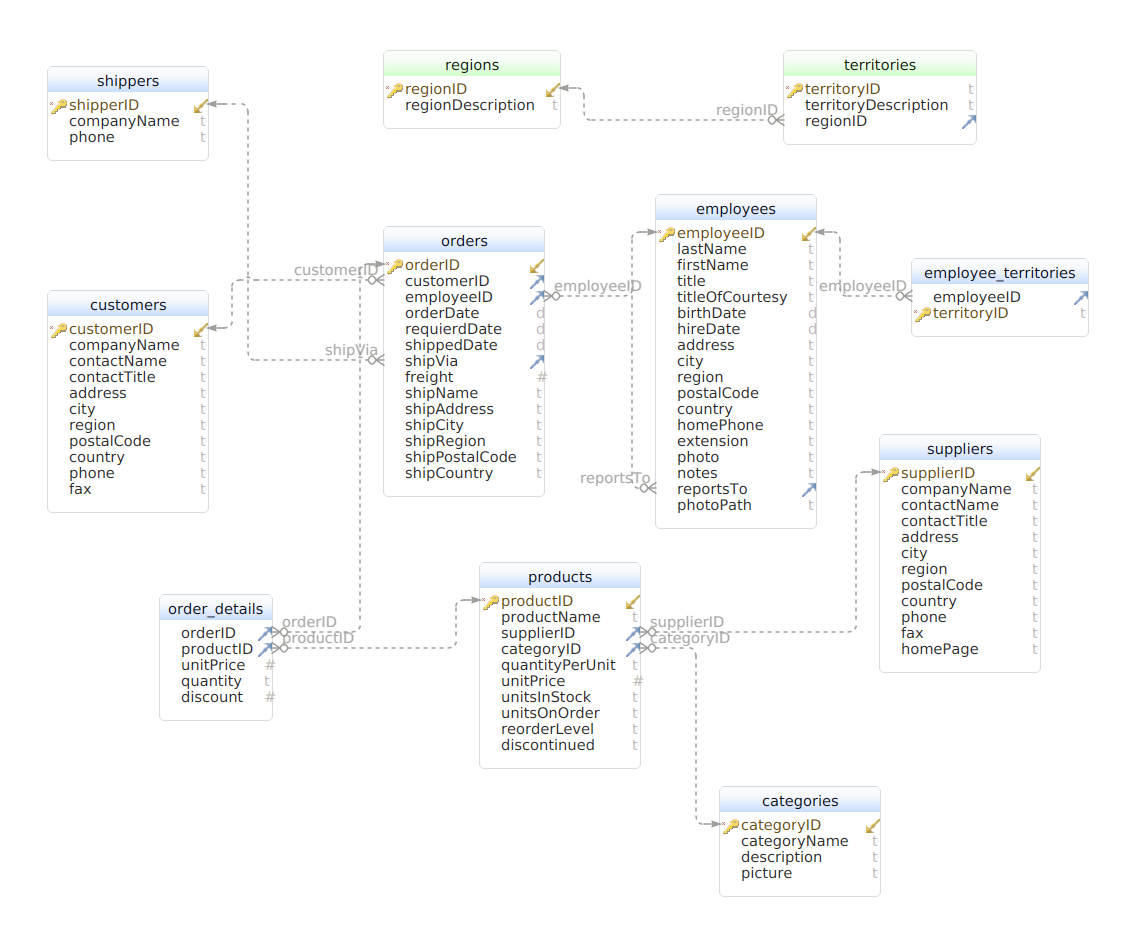 shippers
shipperID
companyName t
phone t
regions
regionID
regionDescription t
territories
territoryID t
territoryDescription t
regionID
regionID
employees
employeeID
lastName t
firstName t
title t
titleOfCourtesy t
birthDate d
hireDate d
address t
city t
region t
postalCode t
country t
homePhone t
extension t
photo t
notes t
reportsTo
photoPath t
orders
orderID
customerID
employeeID
orderDate d
requierdDate d
shippedDate d
shipVia
freight #
shipName t
shipAddress t
shipCity t
shipRegion t
shipPostalCode t
shipCountry t
customerID
employeeID
employeeID
shipVia
reportsTo
employee_territories
employeeID
territoryID t
customers
customerID
companyName t
contactName t
contactTitle t
address t
city t
region t
postalCode t
country t
phone t
fax t
suppliers
supplierID
companyName t
contactName t
contactTitle t
address t
city t
region t
postalCode t
country t
phone t
fax t
homePage t
products
productID
productName t
supplierID
categoryID
quantityPerUnit t
unitPrice #
unitsInStock t
unitsOnOrder t
reorderLevel t
discontinued t
order_details
orderID
productID
unitPrice #
quantity t
discount #
orderID
productID
supplierID
categoryID
categories
categoryID
categoryName t
description t
picture t